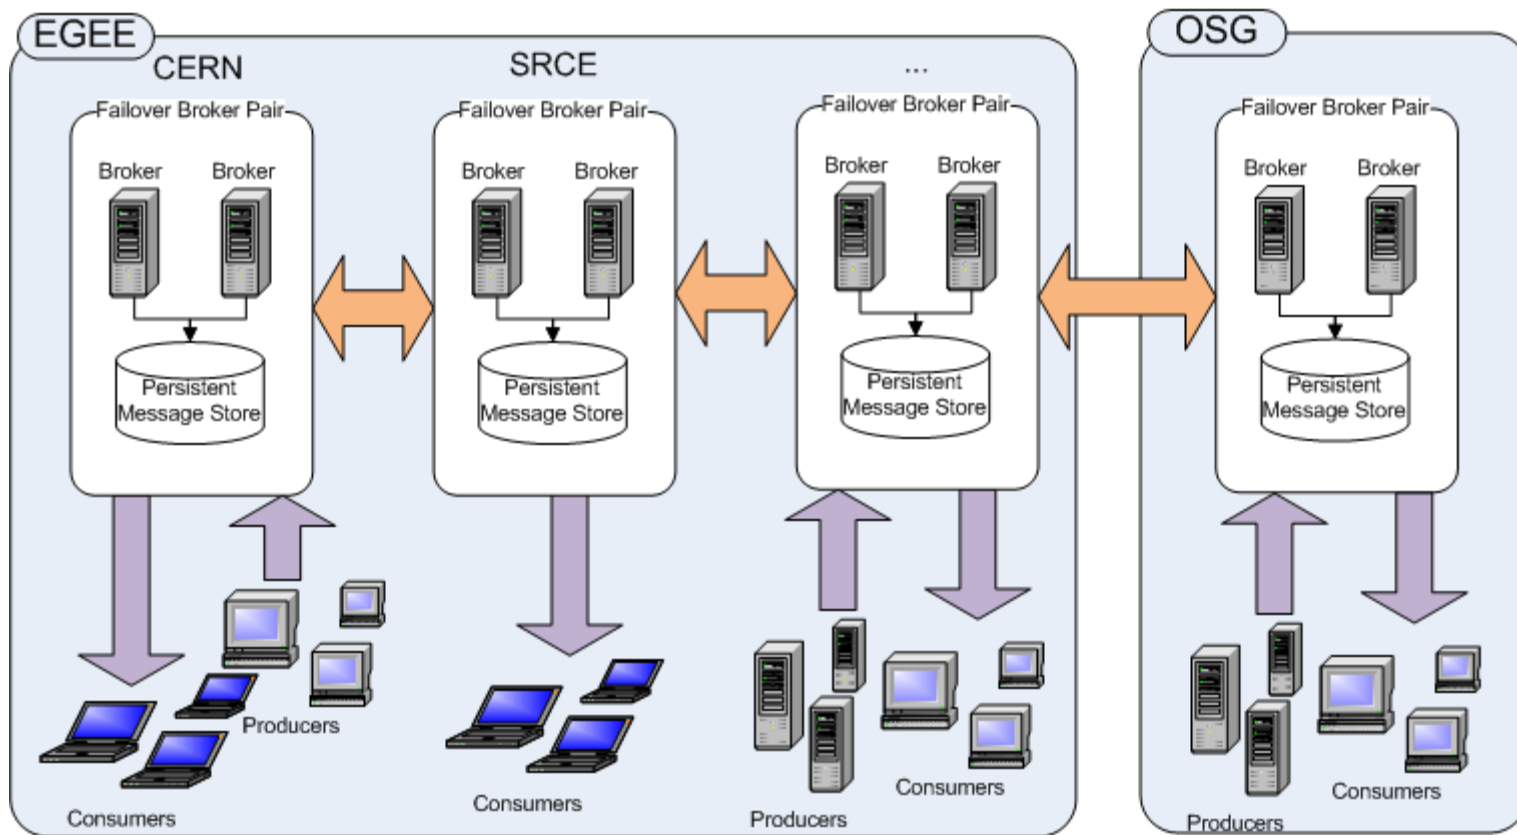 EGEE
OSG
CERN
SRCE
...
Failover Broker Pair
Failover Broker Pair
Failover Broker Pair
Failover Broker Pair
Broker
Broker
Broker
Broker
Broker
Broker
Broker
Broker
Persistent
Message Store
Persistent
Message Store
Persistent
Message Store
Persistent
Message Store
Producers
Consumers
Consumers
Producers
Consumers
Producers
Consumers